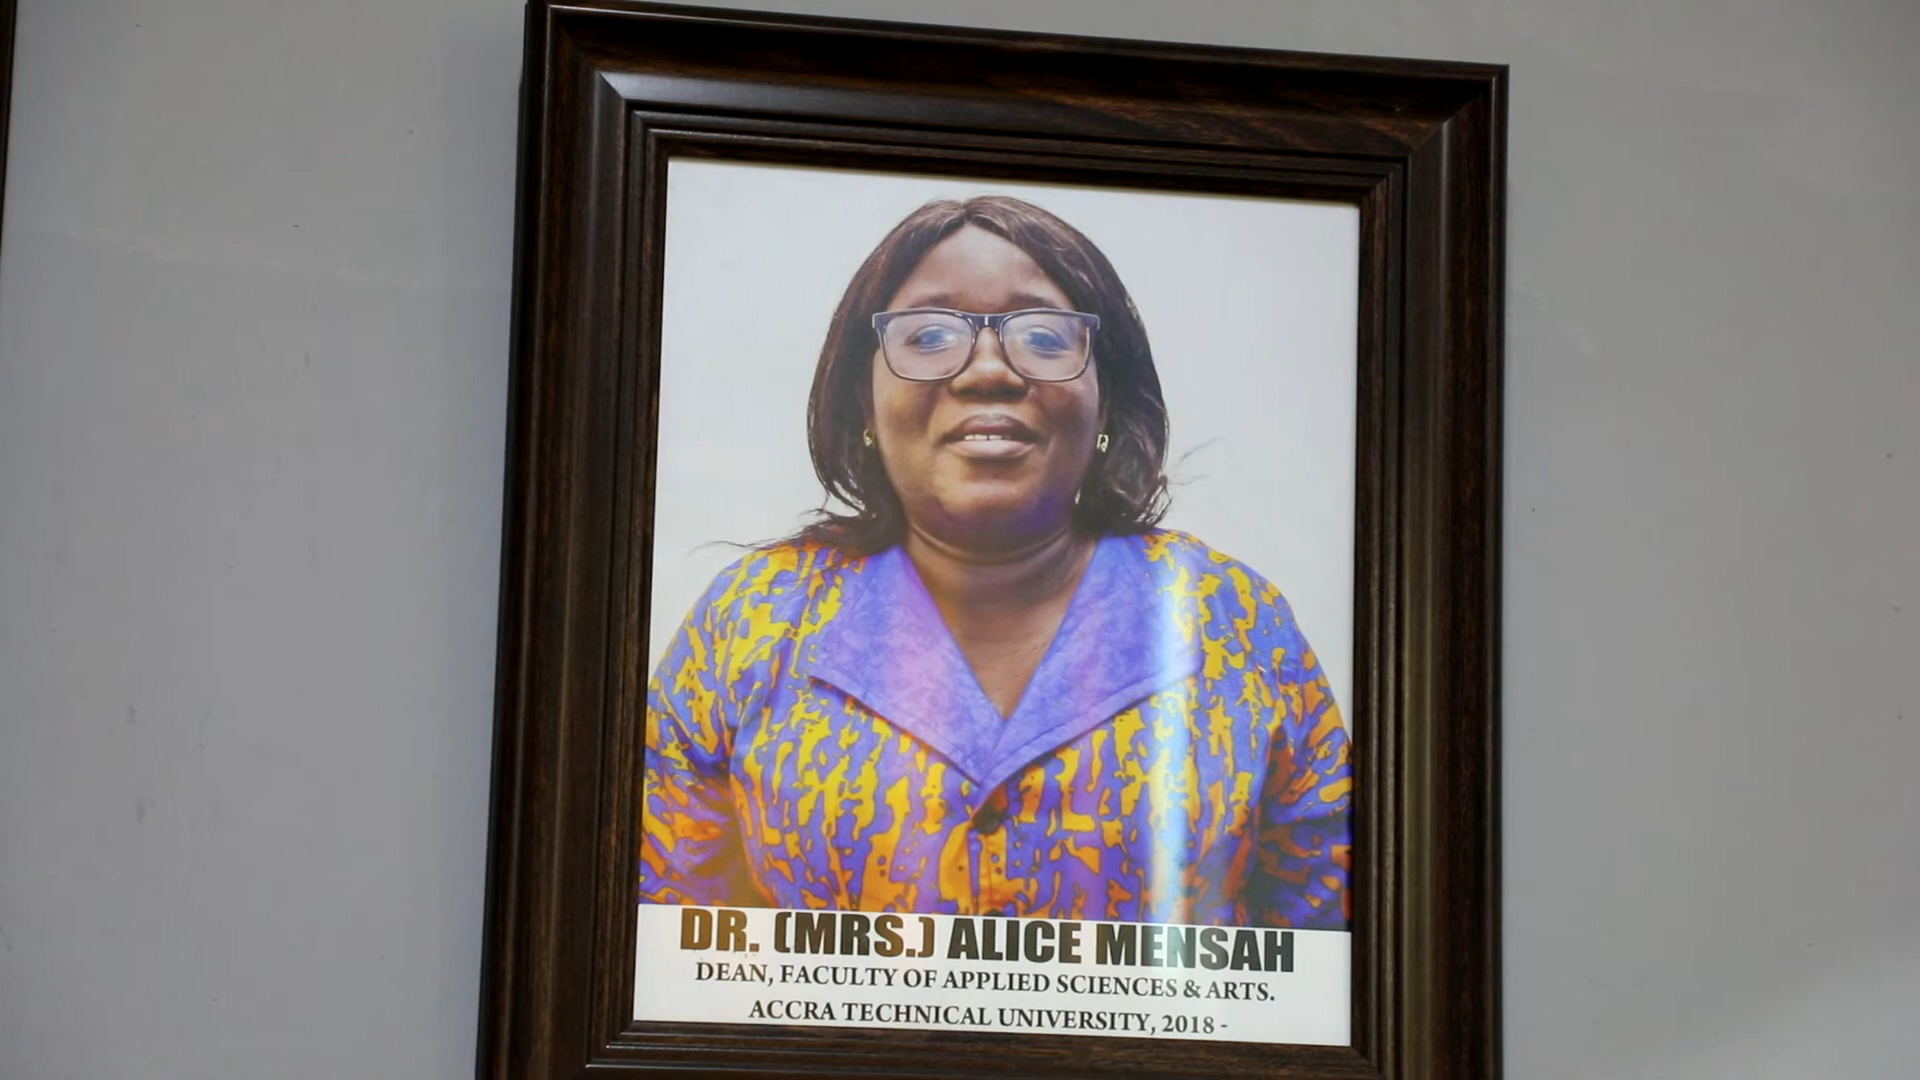 DR. (MRS.) ALICE MENSAH
DEAN, FACULTY OF APPLIED SCIENCES & ARTS.
ACCRA TECHNICAL UNIVERSITY, 2018 -